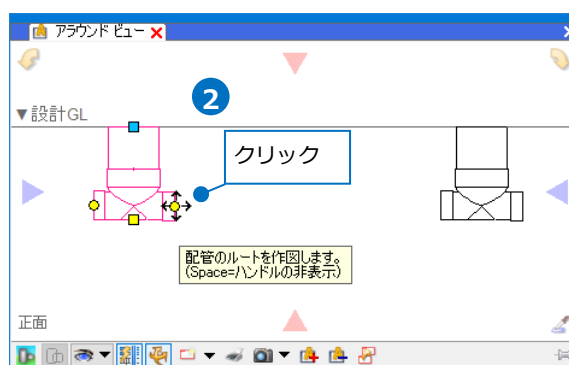 アラウンド ビュー
2
▼設計GL
クリック
配管のルートを作図します。
(Space=ハンドルの非表示)
正面